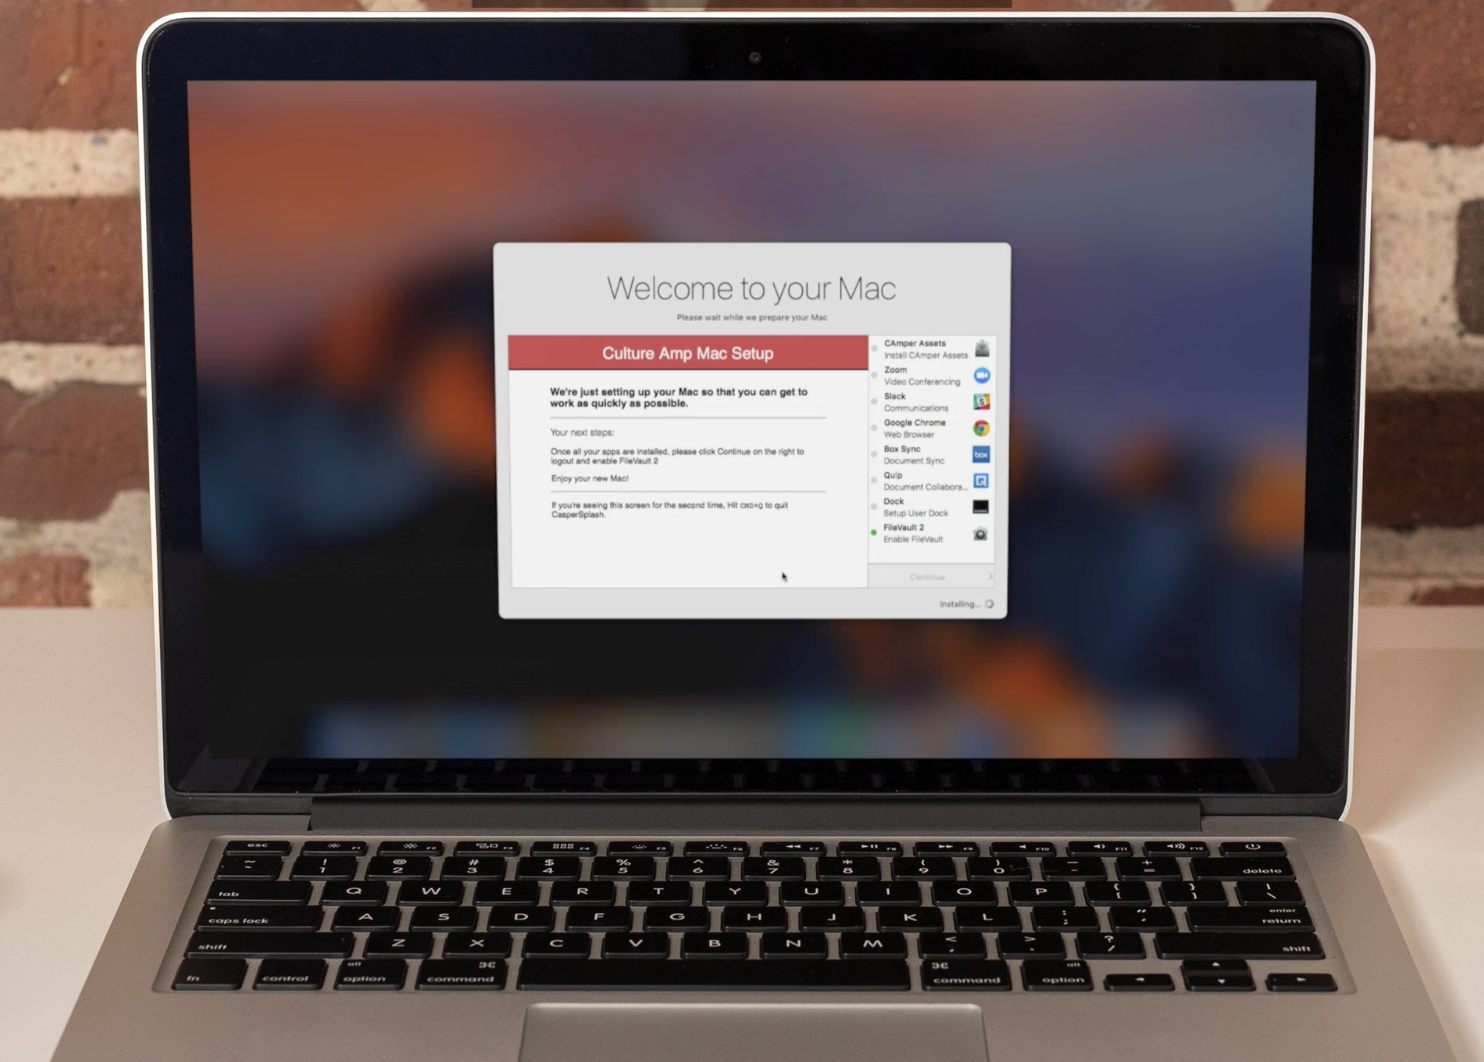 Welcome to your Mac
Please wait while we prepare your Mac
Culture Amp Mac Setup
We're just setting up your Mac so that you can get to
work as quickly as possible.
Your next steps:
Once all your apps are installed, please click Continue on the right to
logout and enable FileVault 2
Enjoy your new Mac!
If you're seeing this screen for the second time, Hit CMD+Q to quit
CasperSplash.
CAmper Assets
Install CAmper Assets
Zoom
Video Conferencing
Slack
Communications
Google Chrome
Web Browser
Box Sync
Document Sync
box
Quip
Document Collabora...
Dock
Setup User Dock
FileVault 2
Enable FileVault
Continue
Installing...
esc F1 F2 F3 F4 F5 F6 F7 F8 F9 F10 F11 F12
~ ! @ # $ % ^ & * ( ) – +
1 2 3 4 5 6 7 8 9 0 = delete
tab Q W E R T Y U I O P { [ } ] | \
caps lock A S D F G H J K L : ; " ' enter return
shift Z X C V B N M < , > . ? / shift
fn control alt option ⌘ command ⌘ command alt option